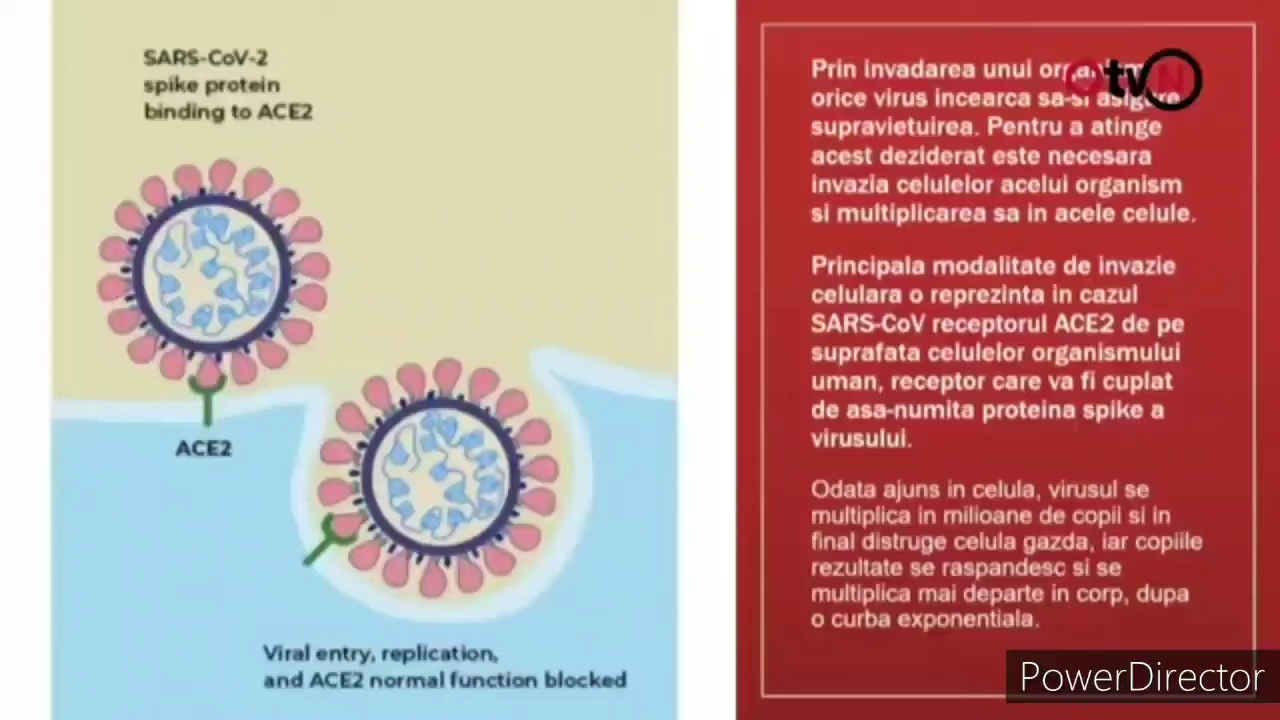 SARS-CoV-2
spike protein
binding to ACE2
ACE2
Viral entry, replication,
and ACE2 normal function blocked
Prin invadarea unui organism
orice virus incearca sa-si asigure
supravietuirea. Pentru a atinge
acest deziderat este necesara
invazia celulelor acelui organism
si multiplicarea sa in acele celule.
Principala modalitate de invazie
celulara o reprezinta in cazul
SARS-CoV receptorul ACE2 de pe
suprafata celulelor organismului
uman, receptor care va fi cuplat
de asa-numita proteina spike a
virusului.
Odata ajuns in celula, virusul se
multiplica in milioane de copii si in
final distruge celula gazda, iar copiile
rezultate se raspandesc si se
multiplica mai departe in corp, dupa
o curba exponentiala.
OtvN
PowerDirector